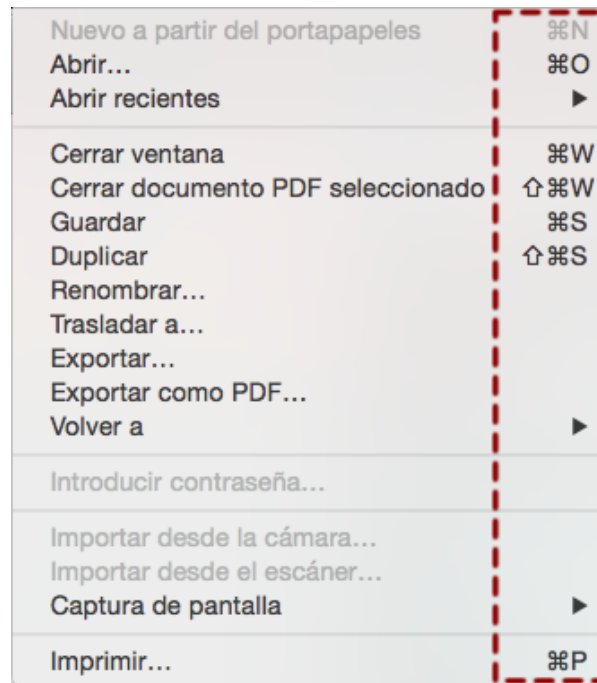 Nuevo a partir del portapapeles ⌘N
Abrir... ⌘O
Abrir recientes ▶
Cerrar ventana ⌘W
Cerrar documento PDF seleccionado ⇧⌘W
Guardar ⌘S
Duplicar ⇧⌘S
Renombrar...
Trasladar a...
Exportar...
Exportar como PDF...
Volver a ▶
Introducir contraseña...
Importar desde la cámara...
Importar desde el escáner...
Captura de pantalla ▶
Imprimir... ⌘P